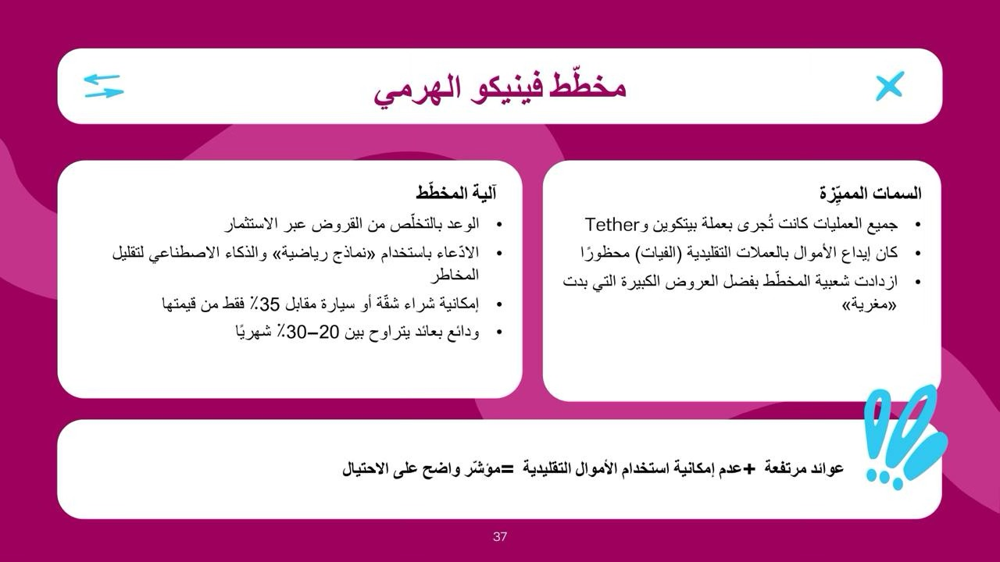 مخطّط فينيكو الهرمي
السمات المميِّزة
• جميع العمليات كانت تُجرى بعملة بيتكوين وTether
• كان إيداع الأموال بالعملات التقليدية (الفيات) محظورًا
• ازدادت شعبية المخطّط بفضل العروض الكبيرة التي بدت
«مغرية»
آلية المخطّط
• الوعد بالتخلّص من القروض عبر الاستثمار
• الادّعاء باستخدام «نماذج رياضية» والذكاء الاصطناعي لتقليل
المخاطر
• إمكانية شراء شقّة أو سيارة مقابل 35٪ فقط من قيمتها
• ودائع بعائد يتراوح بين 20–30٪ شهريًا
عوائد مرتفعة +عدم إمكانية استخدام الأموال التقليدية =مؤشّر واضح على الاحتيال
37